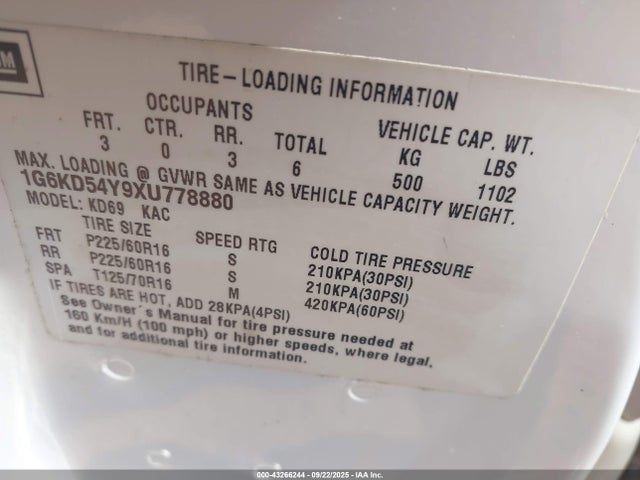 GM
TIRE-LOADING INFORMATION
OCCUPANTS VEHICLE CAP. WT.
FRT. CTR. RR. TOTAL KG LBS
3 0 3 6 500 1102
MAX. LOADING @ GVWR SAME AS VEHICLE CAPACITY WEIGHT.
1G6KD54Y9XU778880
MODEL: KD69 KAC
TIRE SIZE SPEED RTG COLD TIRE PRESSURE
FRT P225/60R16 S 210KPA(30PSI)
RR P225/60R16 S 210KPA(30PSI)
SPA T125/70R16 M 420KPA(60PSI)
IF TIRES ARE HOT, ADD 28KPA(4PSI)
See Owner's Manual for tire pressure needed at
160 Km/H (100 mph) or higher speeds, where legal,
and for additional tire information.
000-43266244 - 09/22/2025 - IAA Inc.